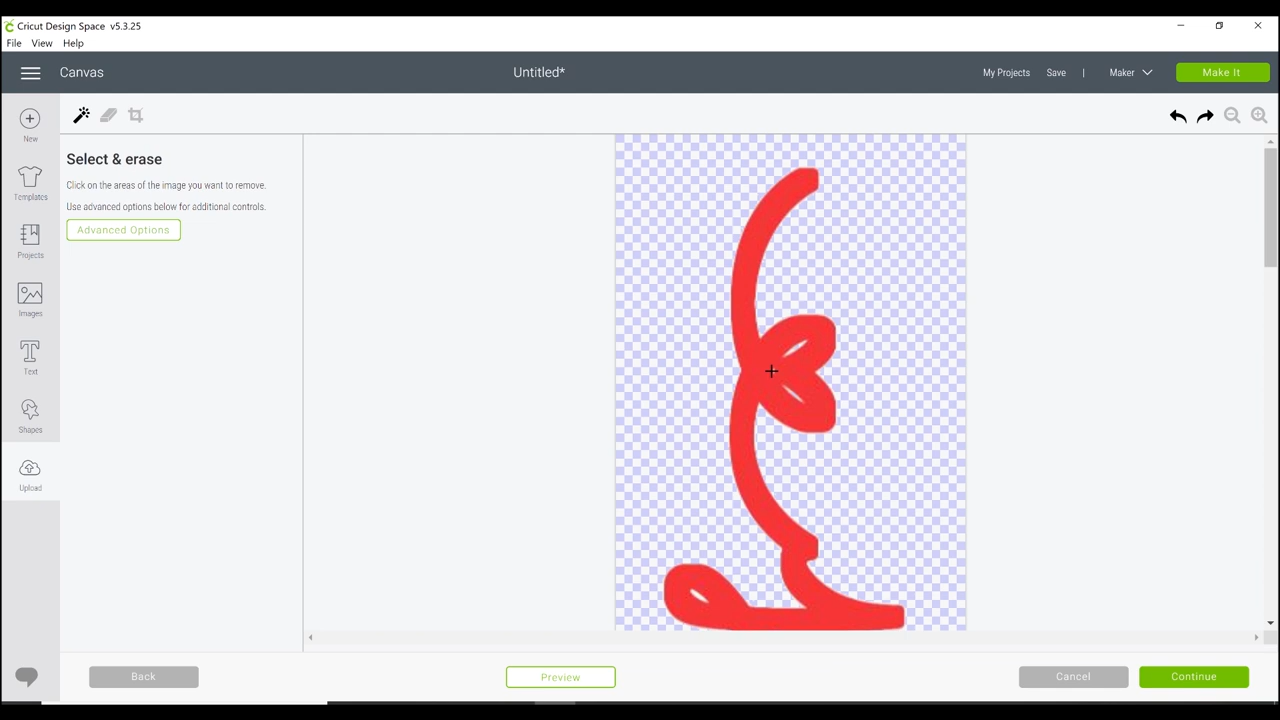 Cricut Design Space v5.3.25
File View Help
Canvas
Untitled*
My Projects Save | Maker Make It
New
Templates
Projects
Images
Text
Shapes
Upload
Select & erase
Click on the areas of the image you want to remove.
Use advanced options below for additional controls.
Advanced Options
Back
Preview
Cancel
Continue